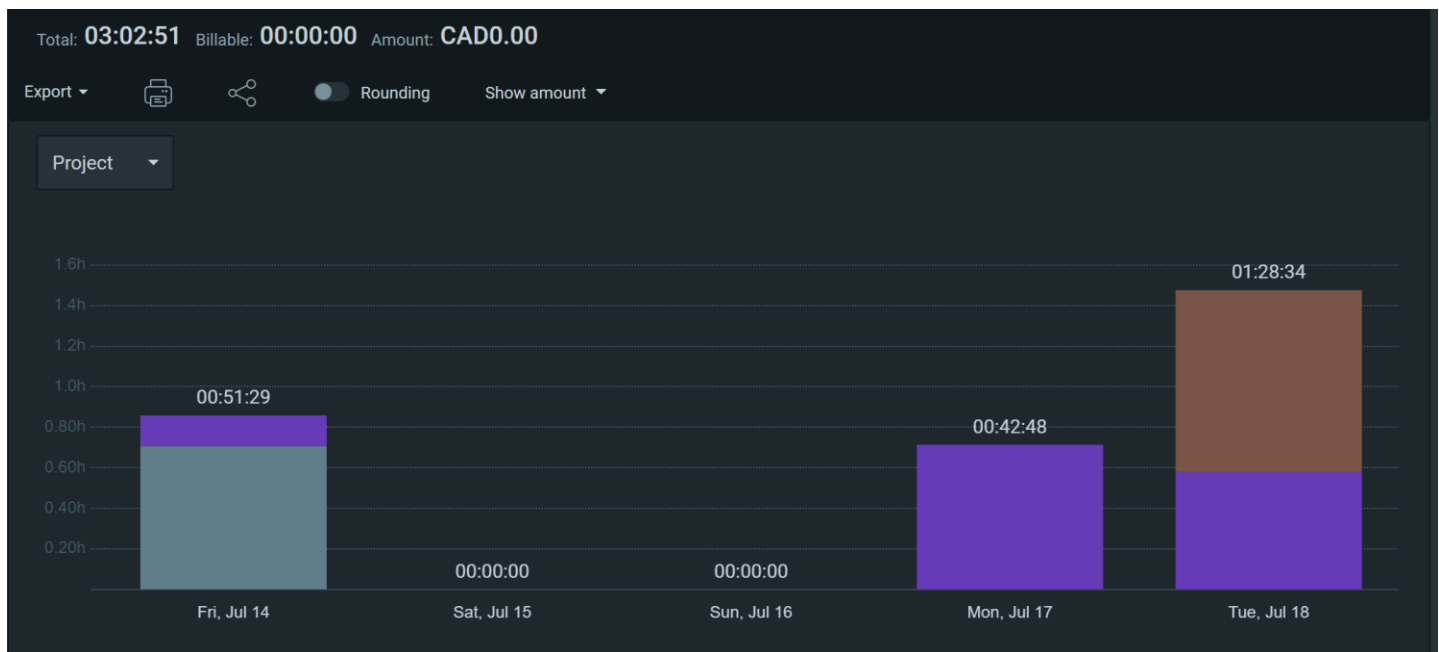 Total: 03:02:51 Billable: 00:00:00 Amount: CAD0.00
Export Rounding Show amount
Project
1.6h
01:28:34
1.4h
1.2h
1.0h
00:51:29
0.80h
00:42:48
0.60h
0.40h
0.20h
00:00:00 00:00:00
Fri, Jul 14 Sat, Jul 15 Sun, Jul 16 Mon, Jul 17 Tue, Jul 18